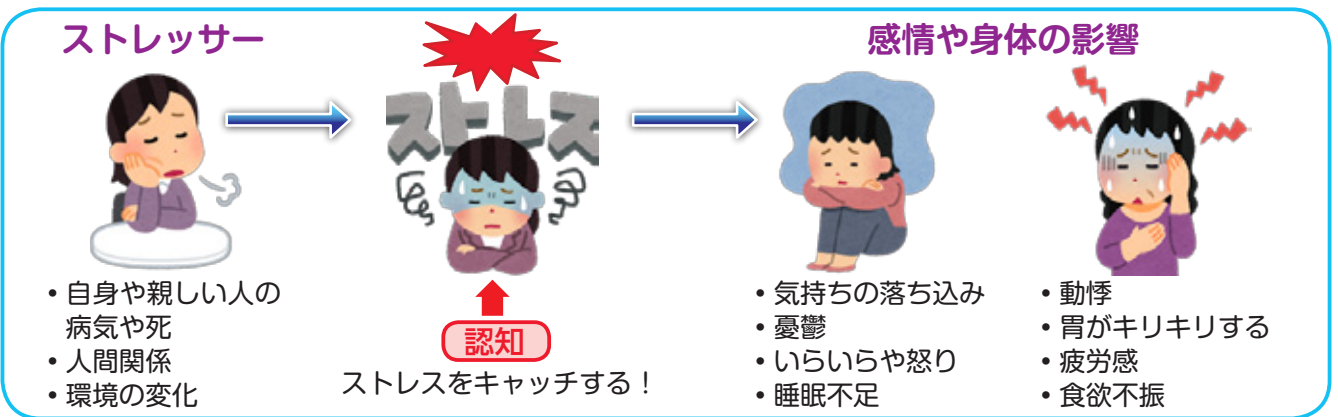 ストレッサー
• 自身や親しい人の
病気や死
• 人間関係
• 環境の変化
ストレス
認知
ストレスをキャッチする！
感情や身体の影響
• 気持ちの落ち込み
• 憂鬱
• いらいらや怒り
• 睡眠不足
• 動悸
• 胃がキリキリする
• 疲労感
• 食欲不振